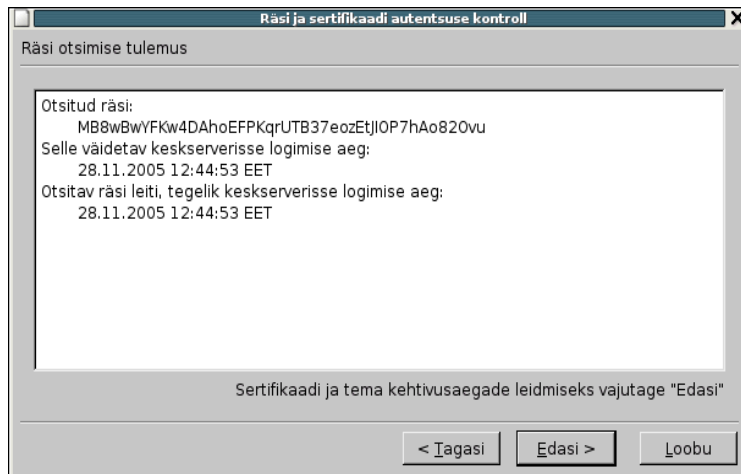 Räsi ja sertifikaadi autentsuse kontroll
Räsi otsimise tulemus
Otsitud räsi:
MB8wBwYFKw4DAhoEFPKqrUTB37eozEtJIOP7hAo82Ovu
Selle väidetav keskserverisse logimise aeg:
28.11.2005 12:44:53 EET
Otsitav räsi leiti, tegelik keskserverisse logimise aeg:
28.11.2005 12:44:53 EET
Sertifikaadi ja tema kehtivusaegade leidmiseks vajutage "Edasi"
< Tagasi
Edasi >
Loobu